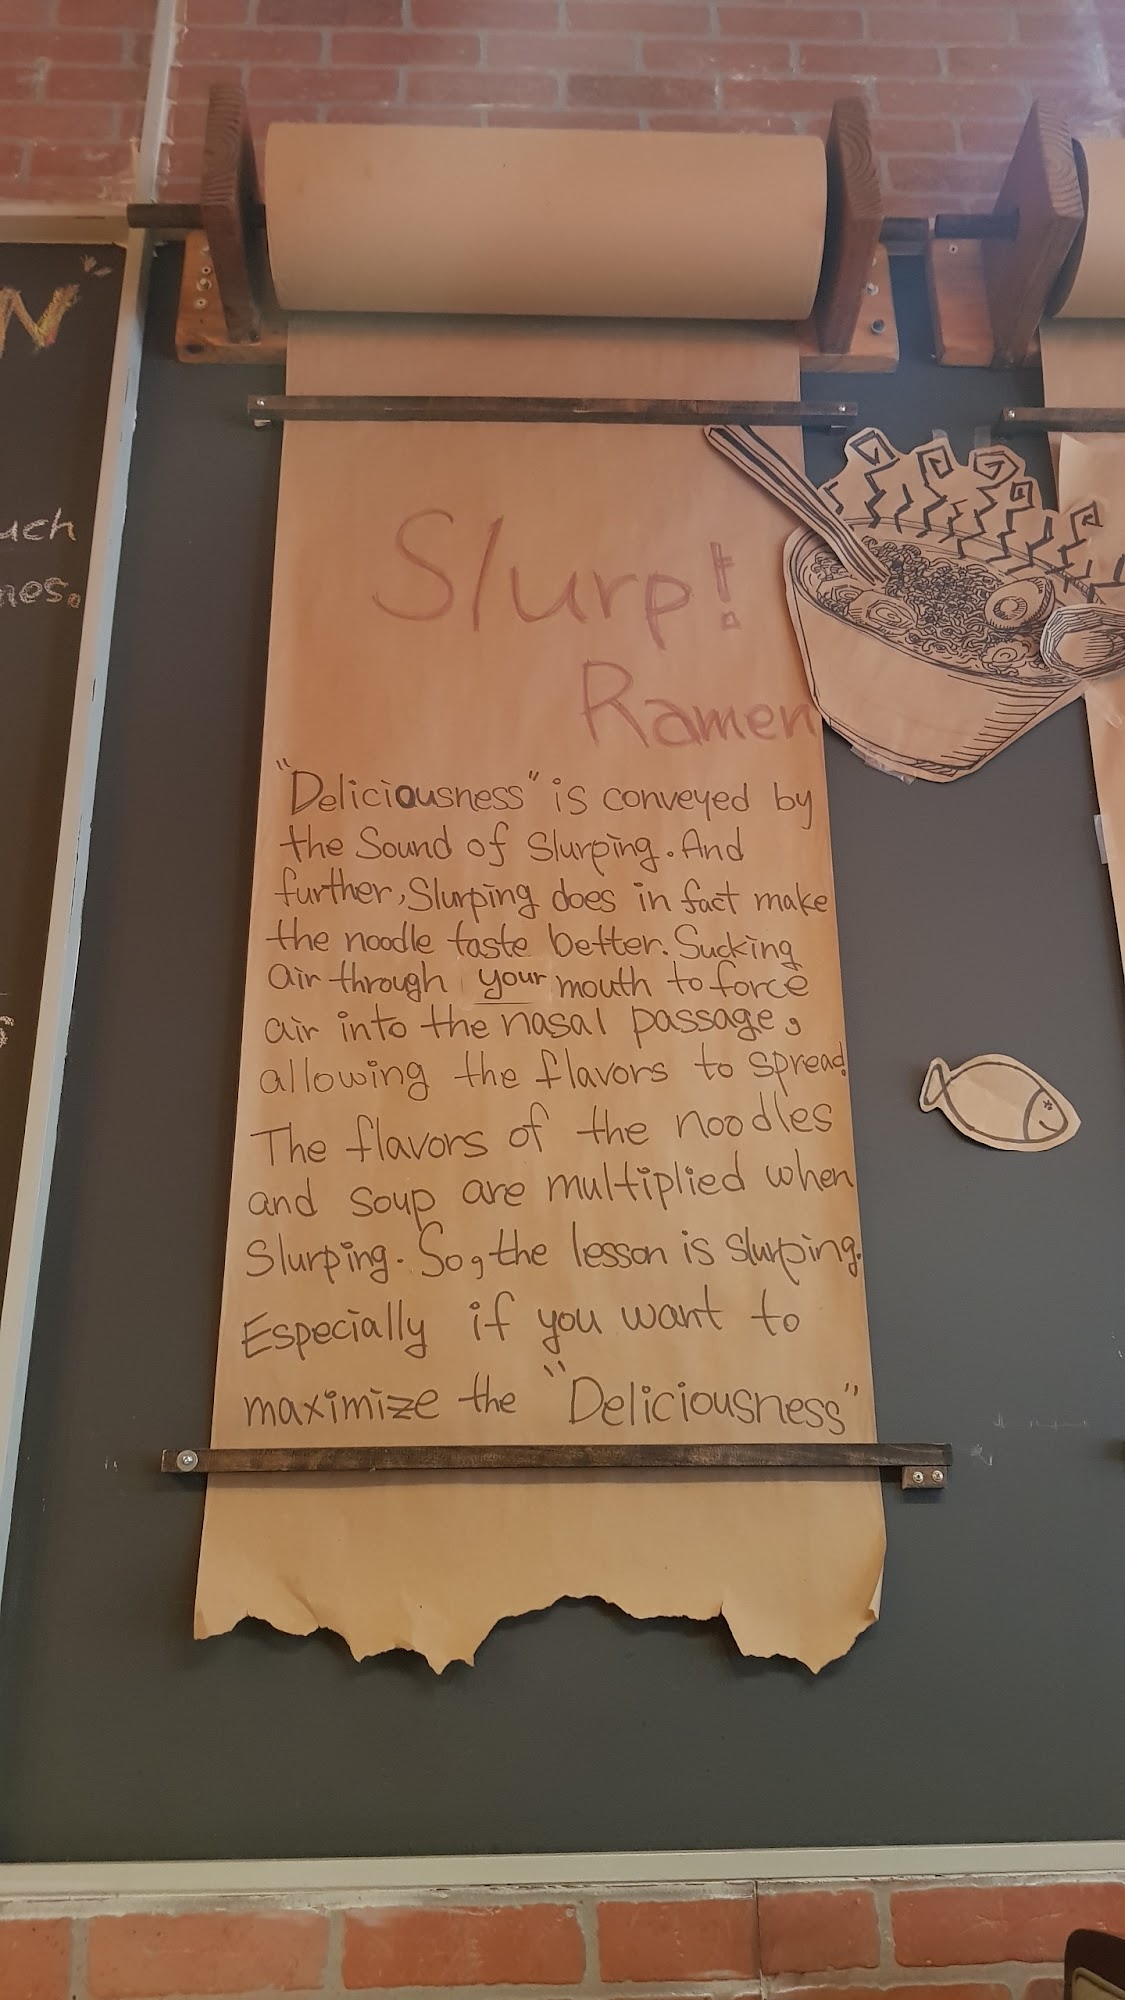 N"
uch
nes.
Slurp!
Ramen
"Deliciousness" is conveyed by
the Sound of Slurping. And
further, Slurping does in fact make
the noodle taste better. Sucking
air through your mouth to force
air into the nasal passage,
allowing the flavors to spread!
The flavors of the noodles
and soup are multiplied when
Slurping. So, the lesson is slurping.
Especially if you want to
maximize the "Deliciousness"